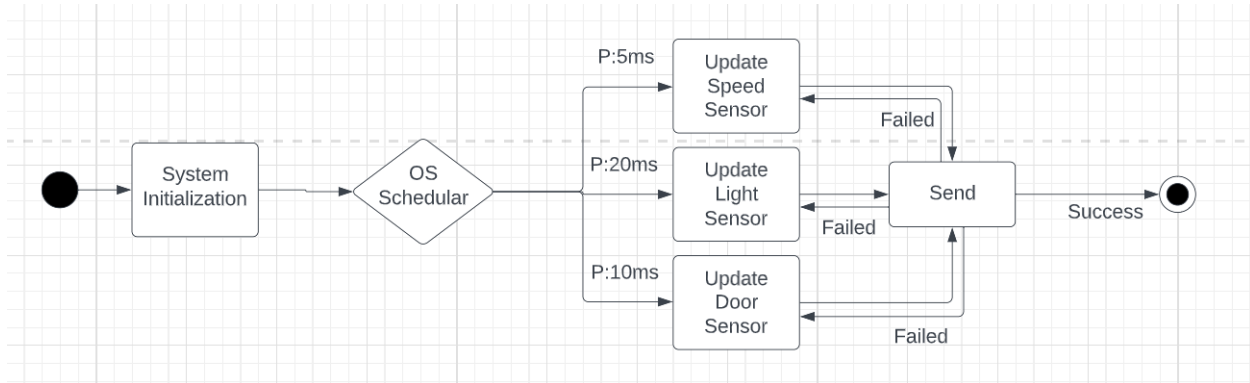 System
Initialization
OS
Schedular
P:5ms
Update
Speed
Sensor
Failed
P:20ms
Update
Light
Sensor
Failed
P:10ms
Update
Door
Sensor
Failed
Send
Success